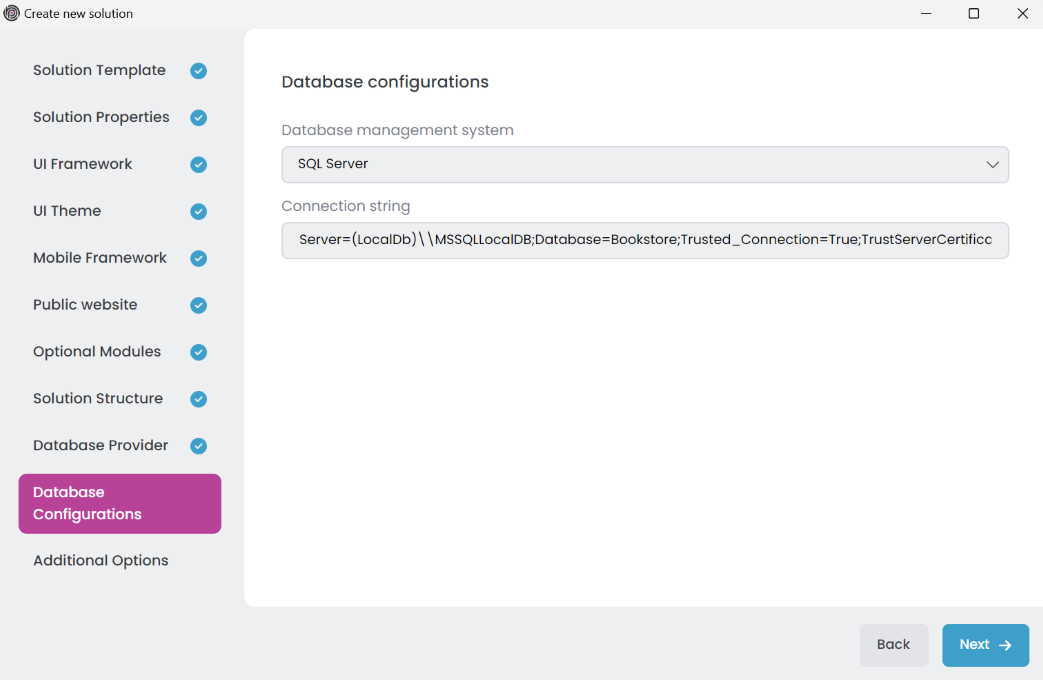 Create new solution
Solution Template
Solution Properties
UI Framework
UI Theme
Mobile Framework
Public website
Optional Modules
Solution Structure
Database Provider
Database
Configurations
Additional Options
Database configurations
Database management system
SQL Server
Connection string
Server=(LocalDb)\\MSSQLLocalDB;Database=Bookstore;Trusted_Connection=True;TrustServerCertific
Back
Next